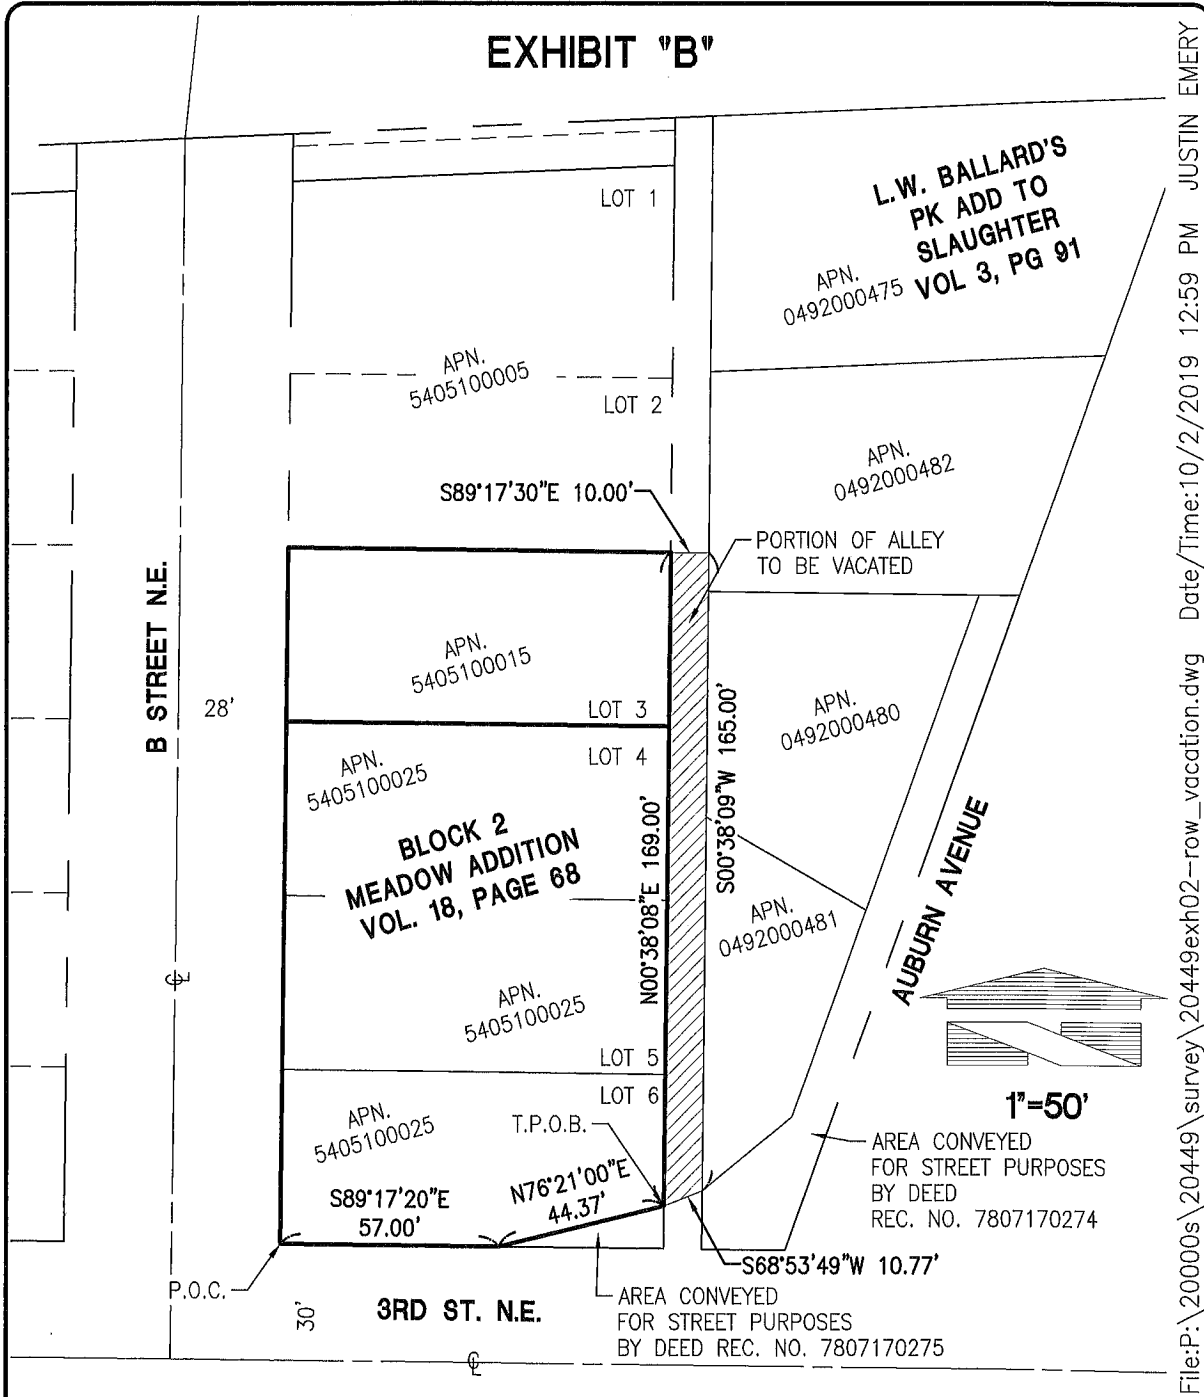 EXHIBIT "B"
File:P:\20000s\20449\survey\20449exh02-row_vacation.dwg Date/Time:10/2/2019 12:59 PM JUSTIN EMERY
L.W. BALLARD'S
PK ADD TO
SLAUGHTER
VOL 3, PG 91
LOT 1
APN.
0492000475
APN.
5405100005
LOT 2
APN.
0492000482
S89°17'30"E 10.00'
PORTION OF ALLEY
TO BE VACATED
B STREET N.E.
28'
APN.
5405100015
LOT 3
APN.
0492000480
S00°38'09"W 165.00'
LOT 4
APN.
5405100025
BLOCK 2
MEADOW ADDITION
VOL. 18, PAGE 68
N00°38'08"E 169.00'
APN.
0492000481
AUBURN AVENUE
APN.
5405100025
LOT 5
LOT 6
1"=50'
APN.
5405100025
T.P.O.B.
AREA CONVEYED
FOR STREET PURPOSES
BY DEED
REC. NO. 7807170274
S89°17'20"E
57.00'
N76°21'00"E
44.37'
S68°53'49"W 10.77'
P.O.C.
30'
3RD ST. N.E.
AREA CONVEYED
FOR STREET PURPOSES
BY DEED REC. NO. 7807170275